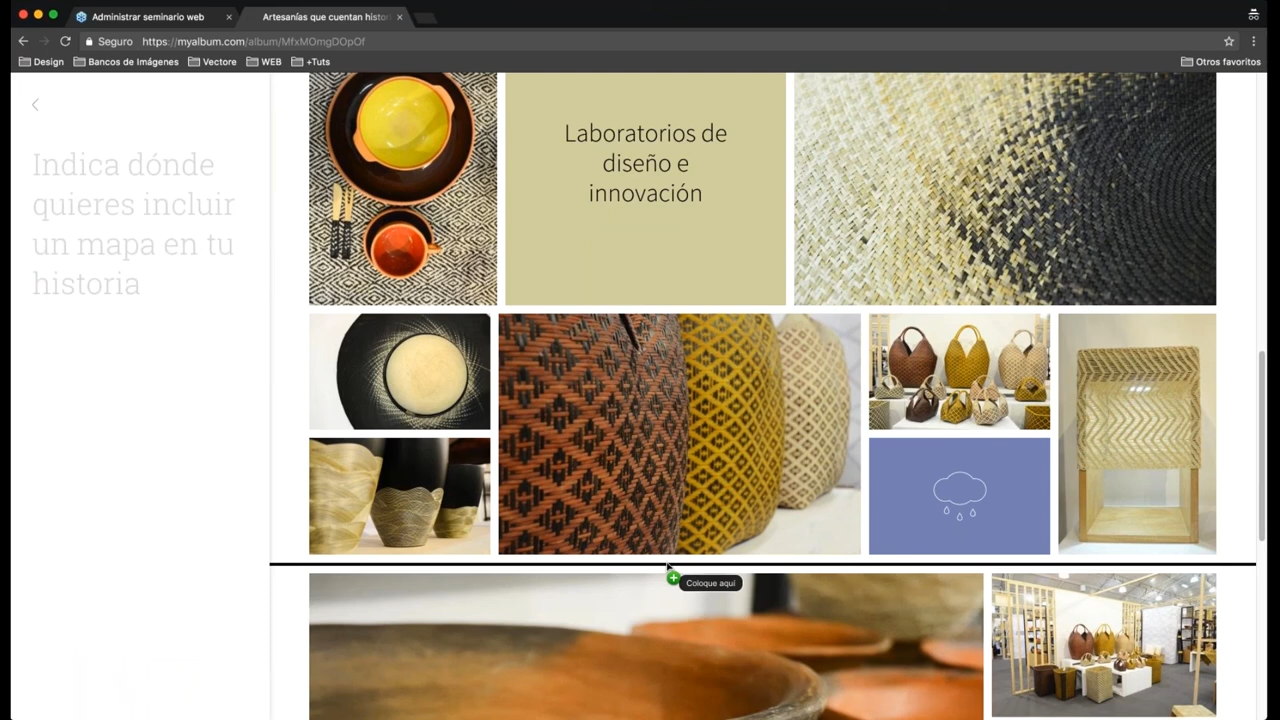 Administrar seminario web
Artesanías que cuentan histor
Seguro
https://myalbum.com/album/MfxMOmgDOpOf
Design
Bancos de Imágenes
Vectore
WEB
+Tuts
Otros favoritos
Indica dónde
quieres incluir
un mapa en tu
historia
Laboratorios de
diseño e
innovación
Coloque aquí